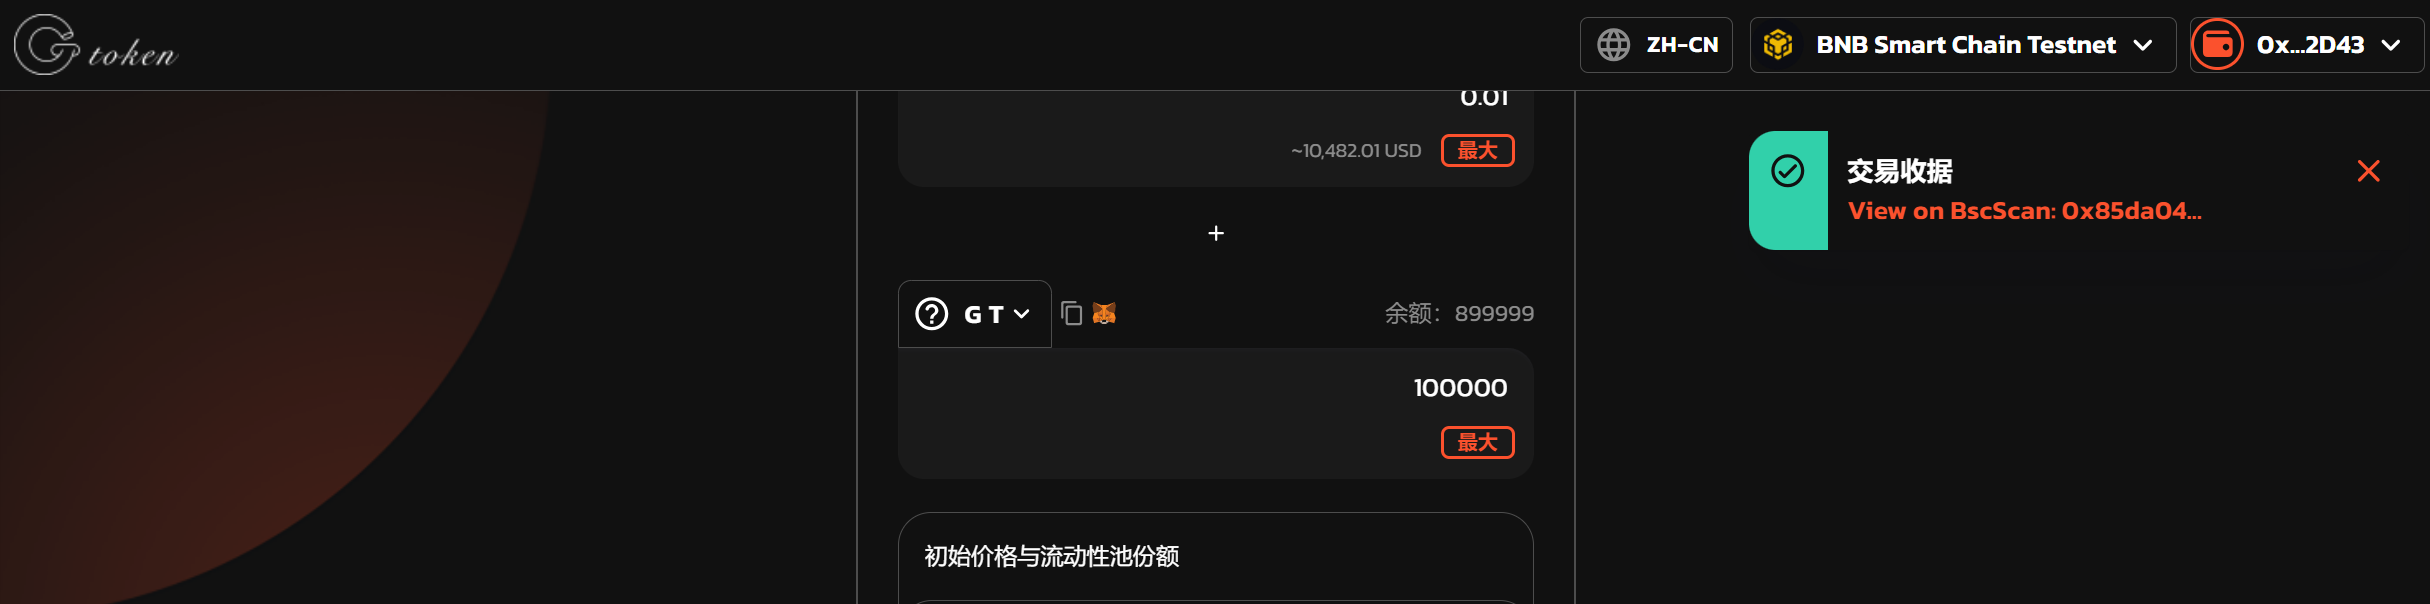 G token
ZH-CN
BNB Smart Chain Testnet
0x...2D43
0.01
~10,482.01 USD
最大
交易收据
View on BscScan: 0x85da04...
+
G T
余额：899999
100000
最大
初始价格与流动性池份额